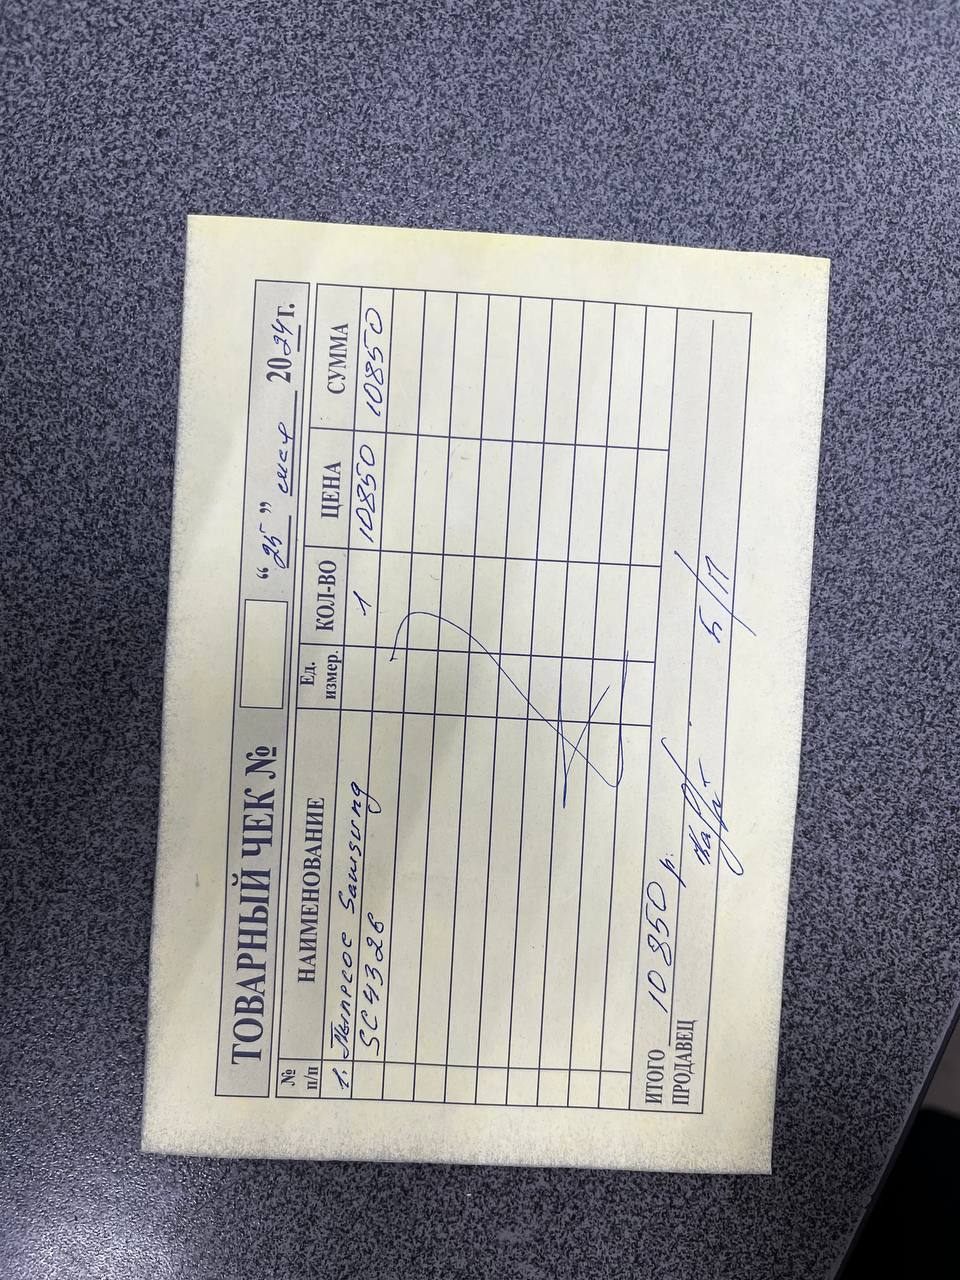 ТОВАРНЫЙ ЧЕК №
“25” 2024 г.
№ п/п НАИМЕНОВАНИЕ Ед. измер. КОЛ-ВО ЦЕНА СУММА
1. Пылесос Samsung 1 10850 10850
SC4326
ИТОГО 10850 р.
ПРОДАВЕЦ Б/П